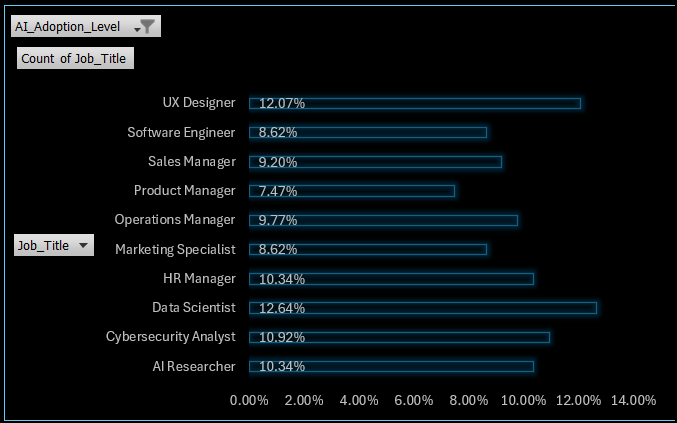 AI_Adoption_Level
Count of Job_Title
UX Designer 12.07%
Software Engineer 8.62%
Sales Manager 9.20%
Product Manager 7.47%
Operations Manager 9.77%
Job_Title
Marketing Specialist 8.62%
HR Manager 10.34%
Data Scientist 12.64%
Cybersecurity Analyst 10.92%
AI Researcher 10.34%
0.00% 2.00% 4.00% 6.00% 8.00% 10.00% 12.00% 14.00%